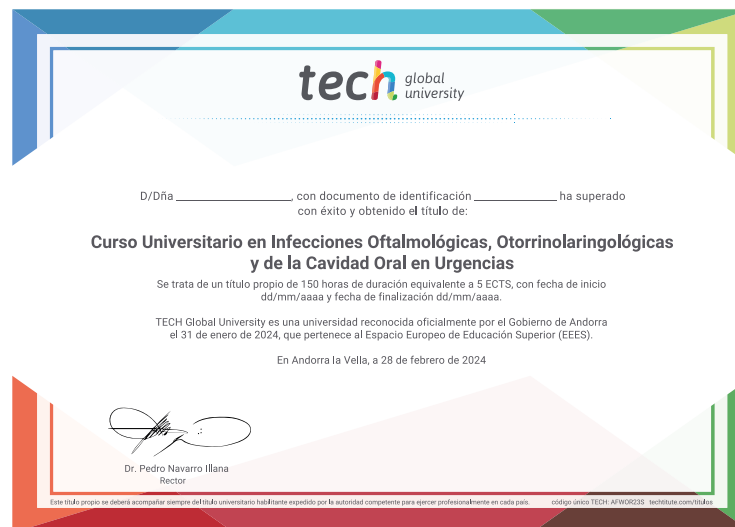 tech global
university
D/Dña ____________________, con documento de identificación ______________ ha superado
con éxito y obtenido el título de:
Curso Universitario en Infecciones Oftalmológicas, Otorrinolaringológicas
y de la Cavidad Oral en Urgencias
Se trata de un título propio de 150 horas de duración equivalente a 5 ECTS, con fecha de inicio
dd/mm/aaaa y fecha de finalización dd/mm/aaaa.
TECH Global University es una universidad reconocida oficialmente por el Gobierno de Andorra
el 31 de enero de 2024, que pertenece al Espacio Europeo de Educación Superior (EEES).
En Andorra la Vella, a 28 de febrero de 2024
Dr. Pedro Navarro Illana
Rector
Este título propio se deberá acompañar siempre del título universitario habilitante expedido por la autoridad competente para ejercer profesionalmente en cada país. código único TECH: AFWOR23S techtitute.com/titulos